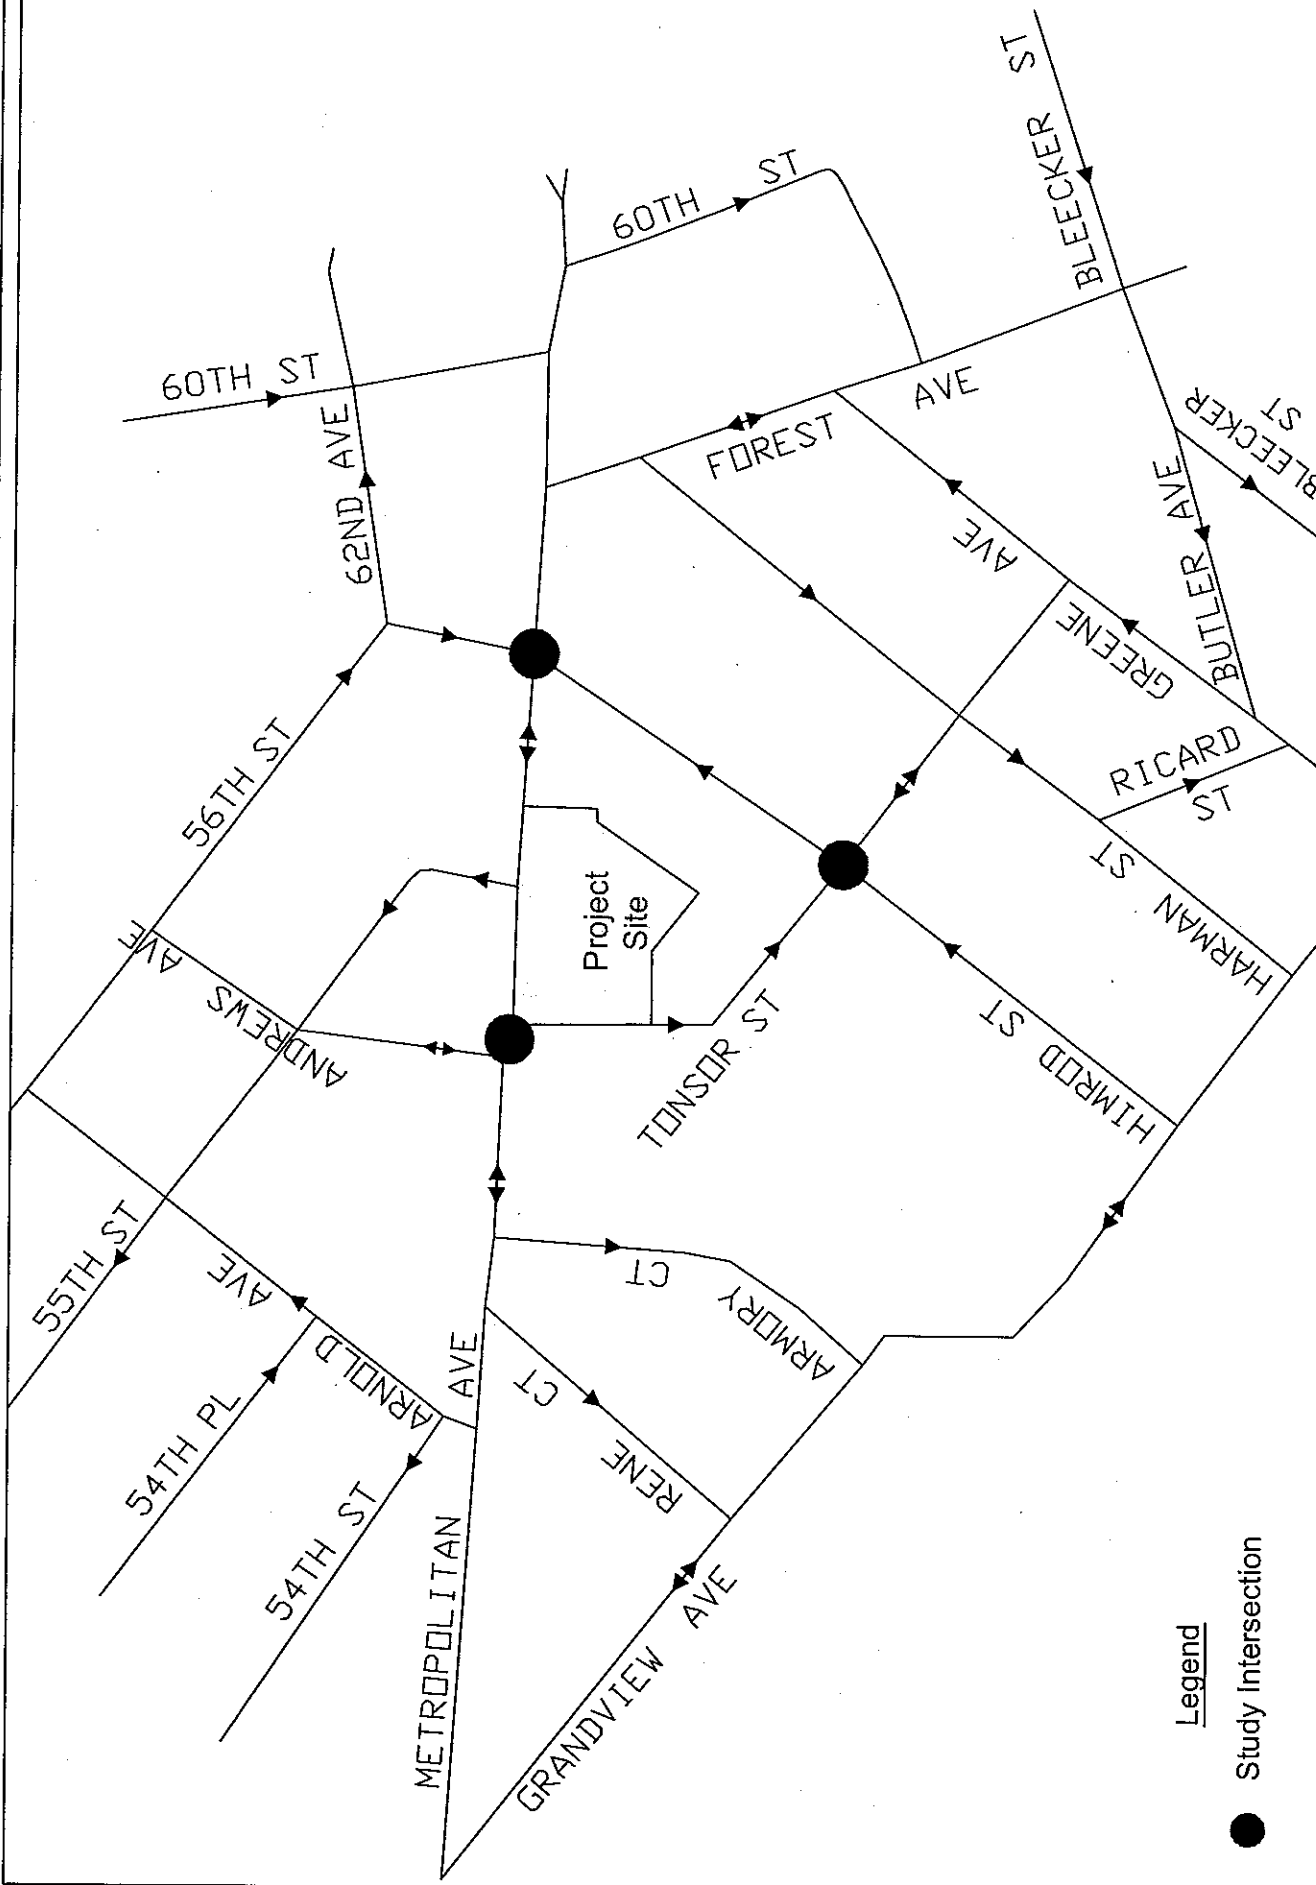 60TH ST
62ND AVE
56TH ST
60TH ST
BLEECKER ST
FOREST AVE
BLEECKER
ST
BUTLER AVE
GREENE AVE
RICARD
ST
HARMAN ST
HIMROD ST
TONSOR ST
Project
Site
ANDREWS AVE
55TH ST
ARNOLD AVE
54TH PL
54TH ST
METROPOLITAN AVE
RENE CT
ARMORY CT
GRANDVIEW AVE
Legend
Study Intersection